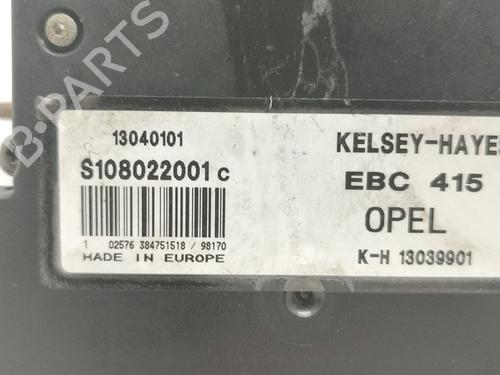 13040101
S108022001 C
1 02576 384751518 / 98170
MADE IN EUROPE
KELSEY-HAYES
EBC 415
OPEL
K-H 13039901
B-PARTS